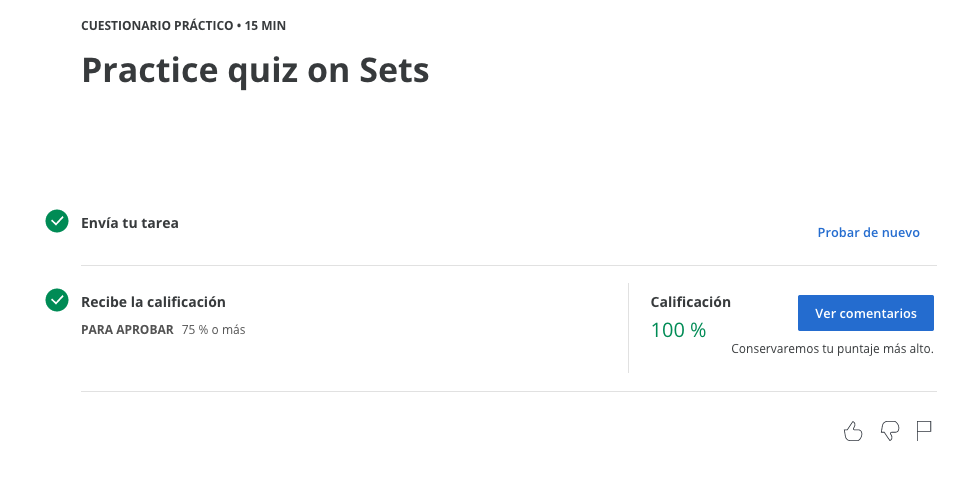 CUESTIONARIO PRÁCTICO • 15 MIN
Practice quiz on Sets
Envía tu tarea
Probar de nuevo
Recibe la calificación
PARA APROBAR 75 % o más
Calificación
100 %
Ver comentarios
Conservaremos tu puntaje más alto.